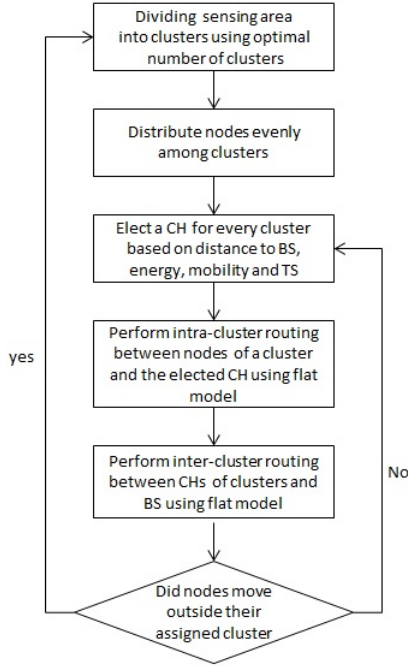 Dividing sensing area
into clusters using optimal
number of clusters
Distribute nodes evenly
among clusters
Elect a CH for every cluster
based on distance to BS,
energy, mobility and TS
Perform intra-cluster routing
between nodes of a cluster
and the elected CH using flat
model
Perform inter-cluster routing
between CHs of clusters and
BS using flat model
Did nodes move
outside their
assigned cluster
yes
No